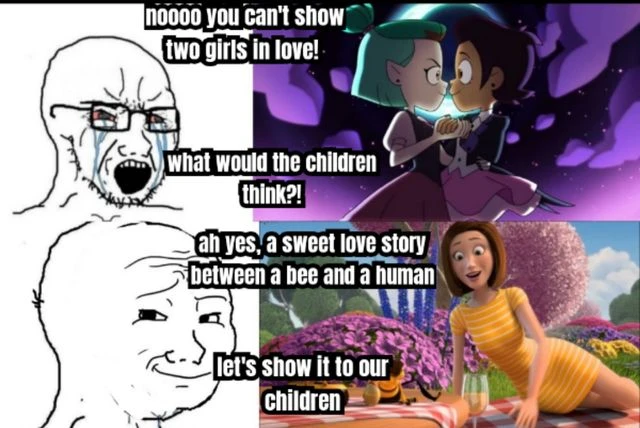 noooo you can't show
two girls in love!
what would the children
think?!
ah yes, a sweet love story
between a bee and a human
let's show it to our
children